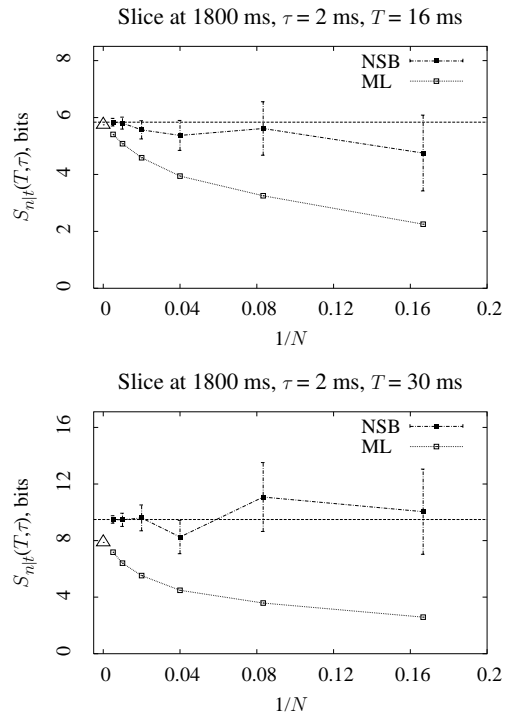 Slice at 1800 ms, τ = 2 ms, T = 16 ms
NSB
ML
8
6
4
2
0
S_{n|t}(T,τ), bits
0 0.04 0.08 0.12 0.16 0.2
1/N
Slice at 1800 ms, τ = 2 ms, T = 30 ms
NSB
ML
16
12
8
4
0
S_{n|t}(T,τ), bits
0 0.04 0.08 0.12 0.16 0.2
1/N